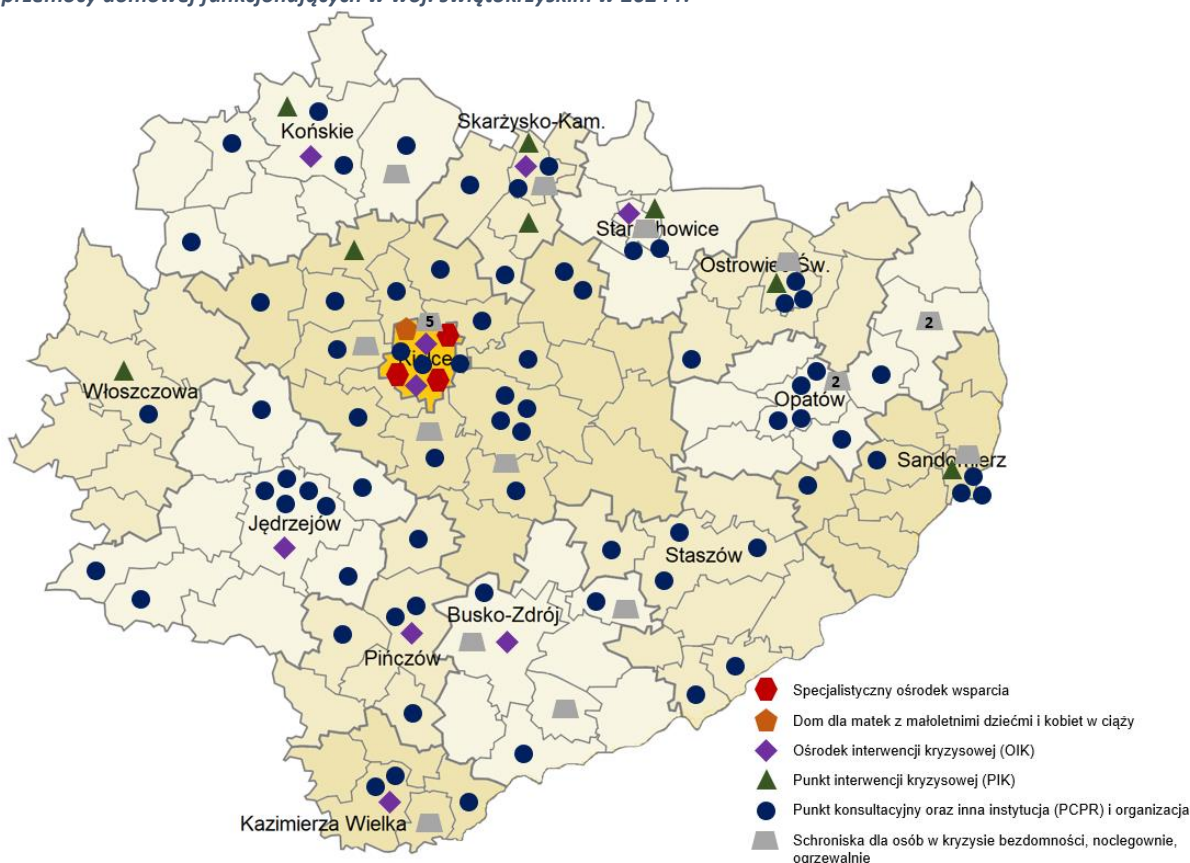 przemocy domowej funkcjonujących w woj. świętokrzyskim w 2024 r.
Skarżysko-Kam.
Końskie
Starachowice
Ostrowiec Św.
5
2
Kielce
Włoszczowa
2
Opatów
Sandomierz
Jędrzejów
Staszów
Busko-Zdrój
Pińczów
Kazimierza Wielka
Specjalistyczny ośrodek wsparcia
Dom dla matek z małoletnimi dziećmi i kobiet w ciąży
Ośrodek interwencji kryzysowej (OIK)
Punkt interwencji kryzysowej (PIK)
Punkt konsultacyjny oraz inna instytucja (PCPR) i organizacja
Schroniska dla osób w kryzysie bezdomności, noclegownie,
ogrzewalnie